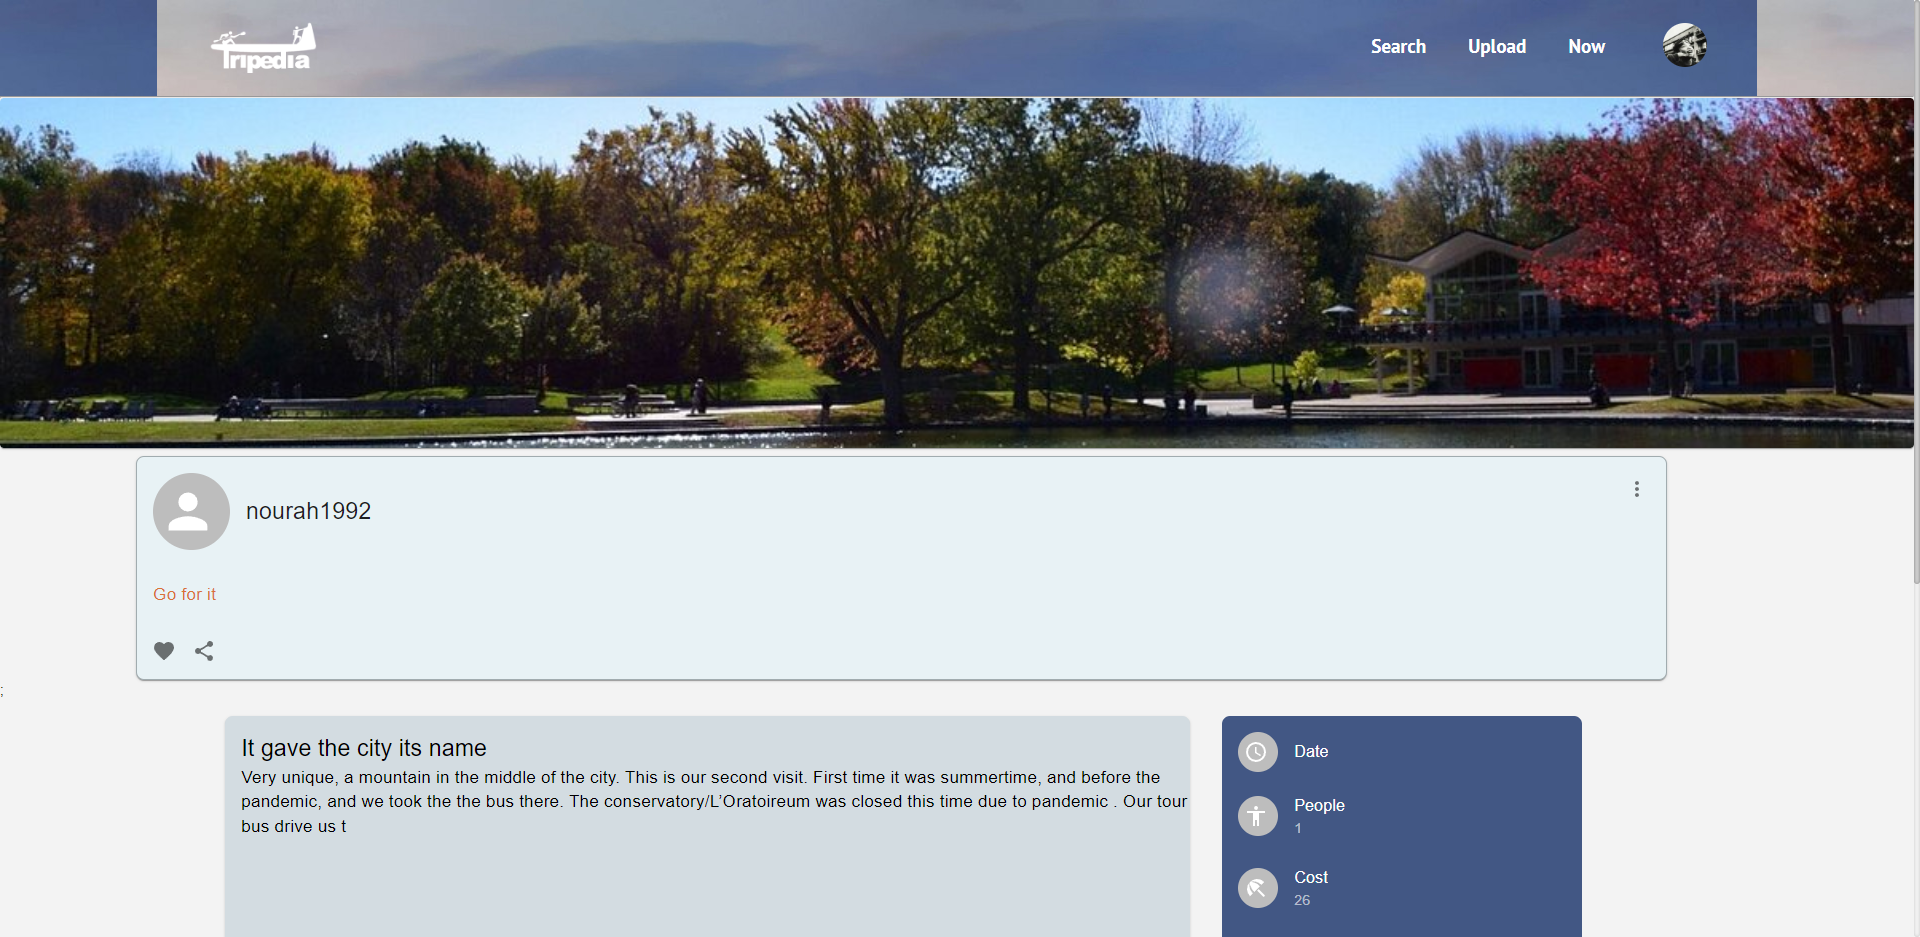 Tripedia
Search
Upload
Now
nourah1992
Go for it
;
It gave the city its name
Very unique, a mountain in the middle of the city. This is our second visit. First time it was summertime, and before the
pandemic, and we took the the bus there. The conservatory/L’Oratoireum was closed this time due to pandemic . Our tour
bus drive us t
Date
People
1
Cost
26